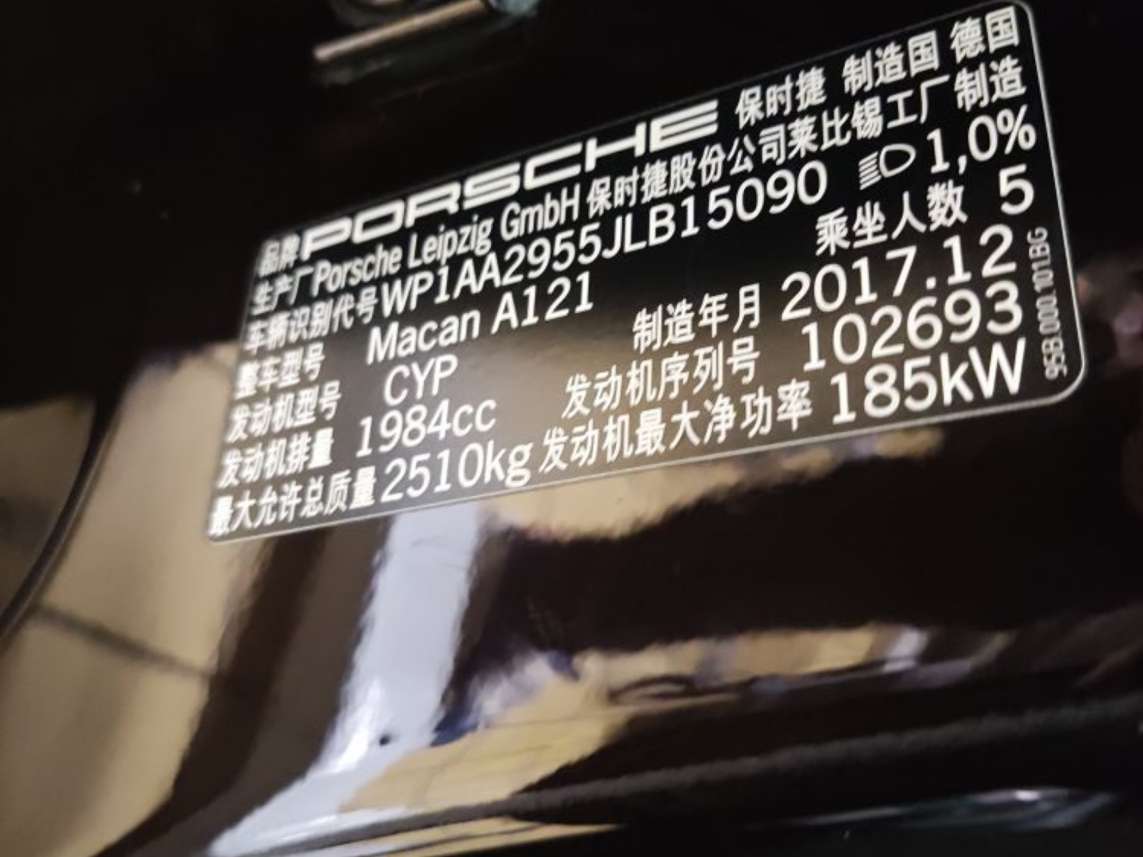 品牌 PORSCHE 保时捷 制造国 德国
生产厂 Porsche Leipzig GmbH 保时捷股份公司莱比锡工厂制造
车辆识别代号 WP1AA2955JLB15090 1,0%
整车型号 Macan A121 乘坐人数 5
发动机型号 CYP 制造年月 2017.12
发动机排量 1984cc 发动机序列号 102693
最大允许总质量 2510kg 发动机最大净功率 185kW
95B.000.101BG